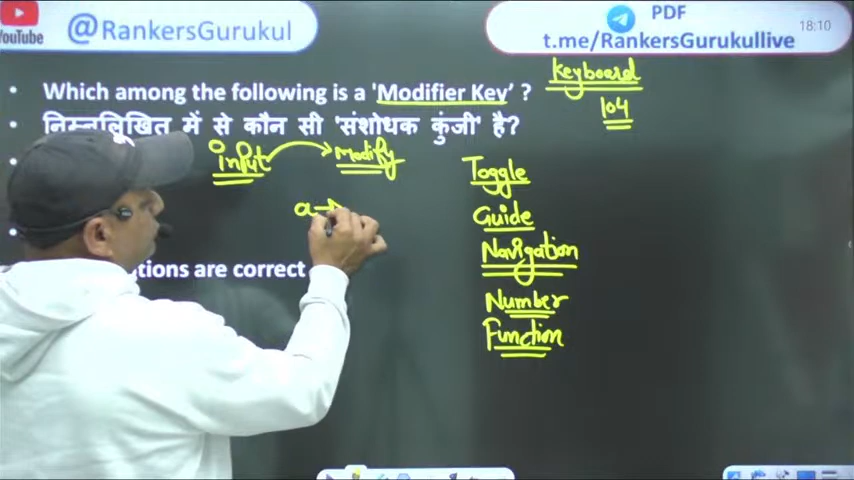 YouTube
@RankersGurukul
PDF
t.me/RankersGurukullive
18:10
• Which among the following is a 'Modifier Key' ?
Keyboard
104
• निम्नलिखित में से कौन सी 'संशोधक कुंजी' है?
input → Modify
a →
tions are correct
Toggle
Guide
Navigation
Number
Function